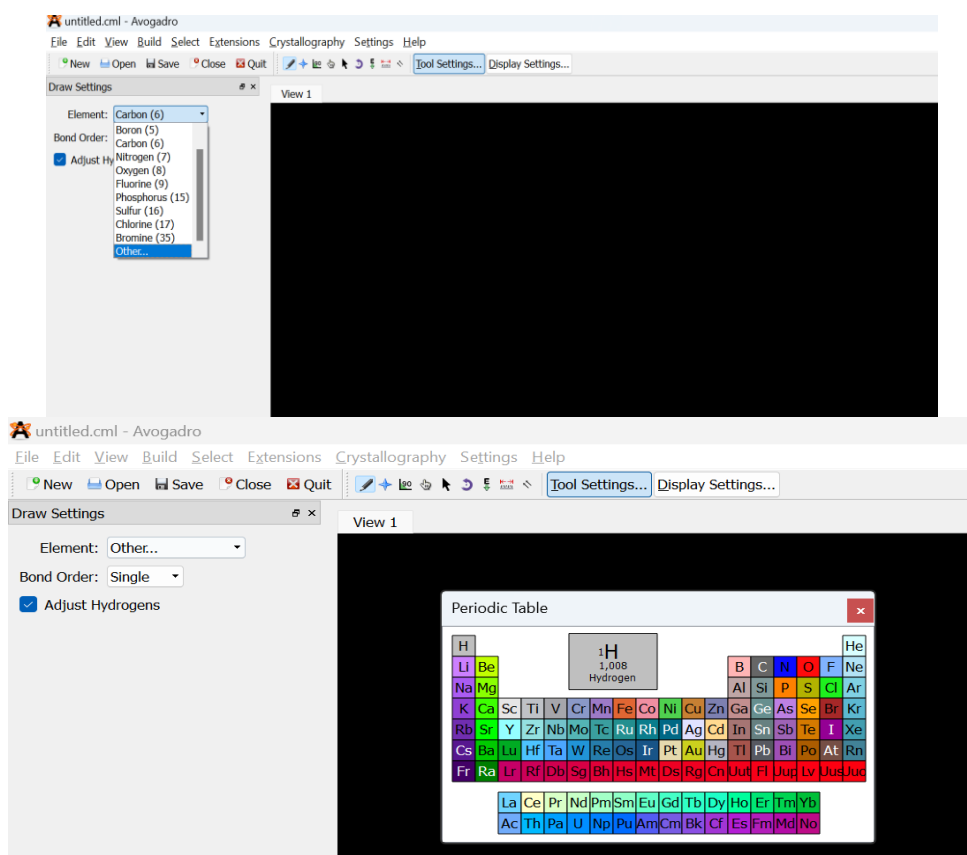 untitled.cml - Avogadro
File Edit View Build Select Extensions Crystallography Settings Help
New Open Save Close Quit Tool Settings... Display Settings...
Draw Settings
View 1
Element: Carbon (6)
Boron (5)
Bond Order:
Carbon (6)
Adjust Hy
Nitrogen (7)
Oxygen (8)
Fluorine (9)
Phosphorus (15)
Sulfur (16)
Chlorine (17)
Bromine (35)
Other...
untitled.cml - Avogadro
File Edit View Build Select Extensions Crystallography Settings Help
New Open Save Close Quit Tool Settings... Display Settings...
Draw Settings
View 1
Element: Other...
Bond Order: Single
Adjust Hydrogens
Periodic Table
1H
1,008
Hydrogen
H He
Li Be B C N O F Ne
Na Mg Al Si P S Cl Ar
K Ca Sc Ti V Cr Mn Fe Co Ni Cu Zn Ga Ge As Se Br Kr
Rb Sr Y Zr Nb Mo Tc Ru Rh Pd Ag Cd In Sn Sb Te I Xe
Cs Ba Lu Hf Ta W Re Os Ir Pt Au Hg Tl Pb Bi Po At Rn
Fr Ra Lr Rf Db Sg Bh Hs Mt Ds Rg Cn Uut Fl Uup Lv Uus Uuo
La Ce Pr Nd Pm Sm Eu Gd Tb Dy Ho Er Tm Yb
Ac Th Pa U Np Pu Am Cm Bk Cf Es Fm Md No